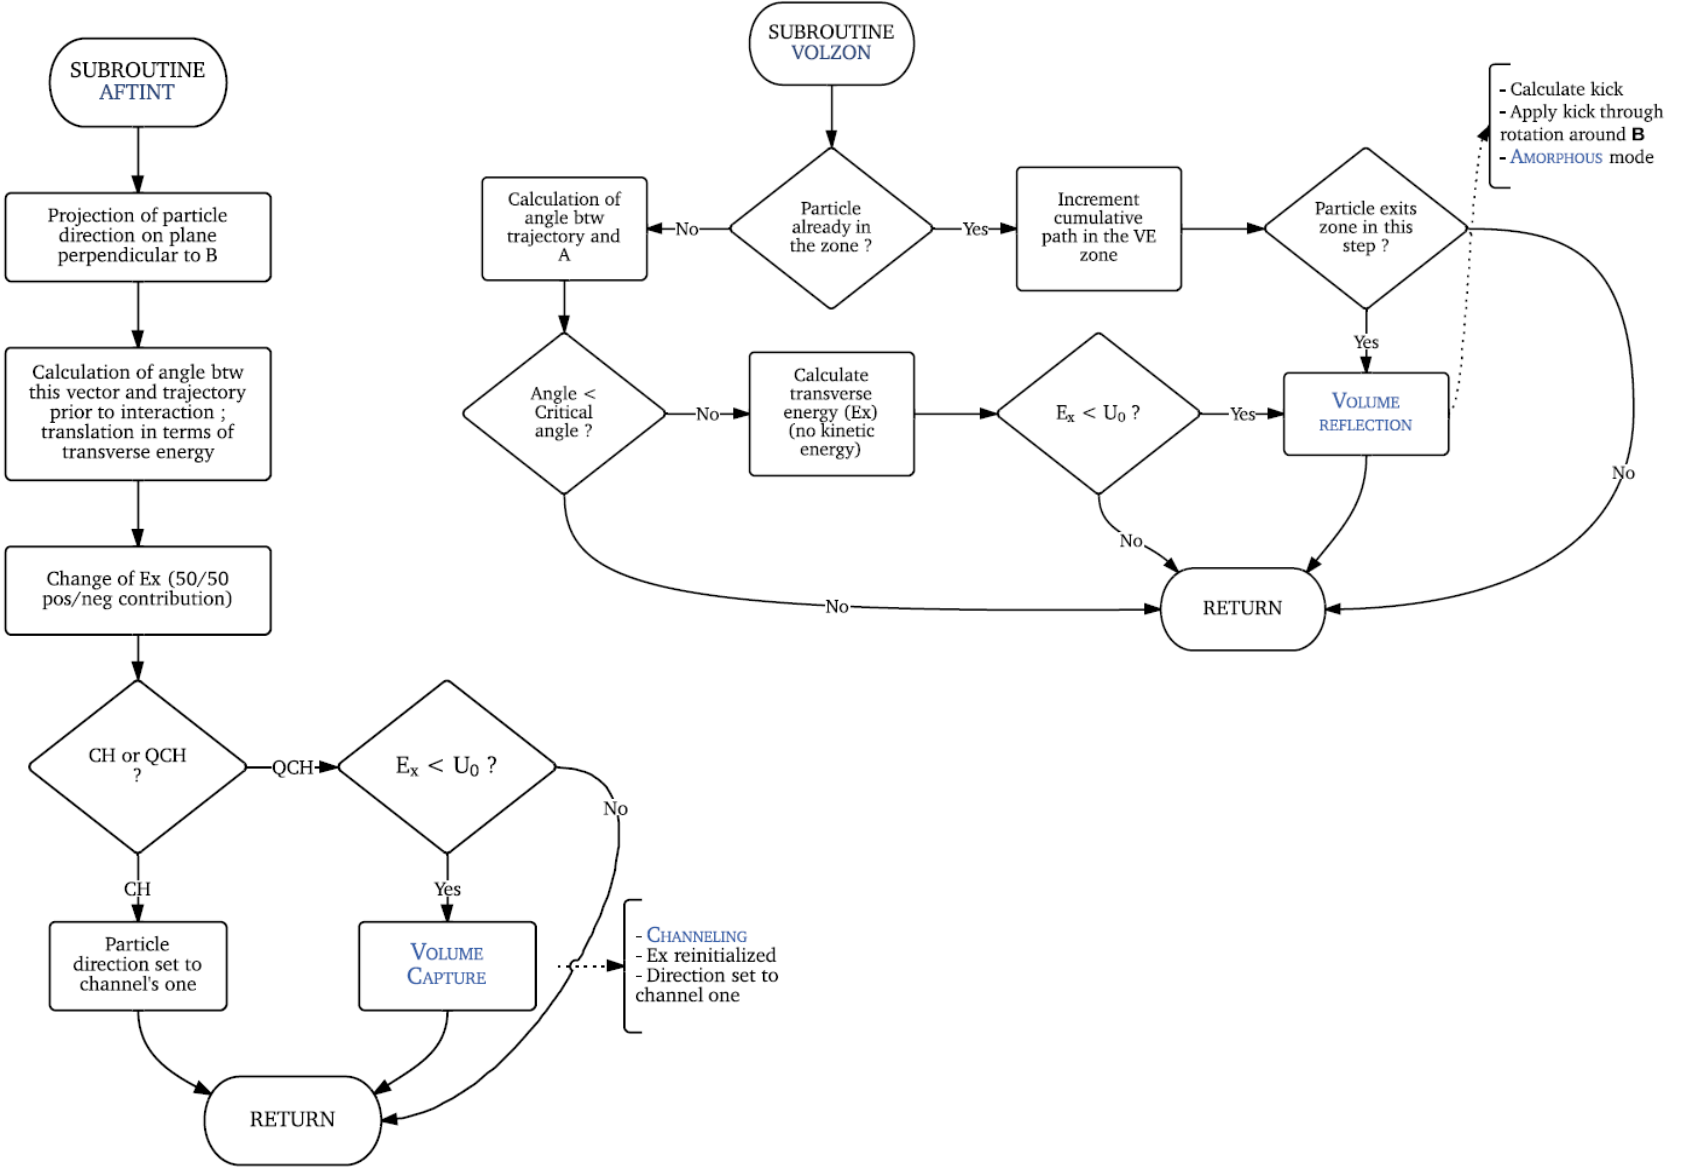 SUBROUTINE
AFTINT
Projection of particle
direction on plane
perpendicular to B
Calculation of angle btw
this vector and trajectory
prior to interaction ;
translation in terms of
transverse energy
Change of Ex (50/50
pos/neg contribution)
CH or QCH
?
QCH
Ex < U0 ?
No
CH
Yes
Particle
direction set to
channel's one
VOLUME
CAPTURE
- CHANNELING
- Ex reinitialized
- Direction set to
channel one
RETURN
SUBROUTINE
VOLZON
Particle
already in
the zone ?
No
Yes
Calculation of
angle btw
trajectory and
A
Increment
cumulative
path in the VE
zone
Particle exits
zone in this
step ?
- Calculate kick
- Apply kick through
rotation around B
- AMORPHOUS mode
Yes
No
Angle <
Critical
angle ?
No
Calculate
transverse
energy (Ex)
(no kinetic
energy)
Ex < U0 ?
Yes
VOLUME
REFLECTION
No
No
RETURN